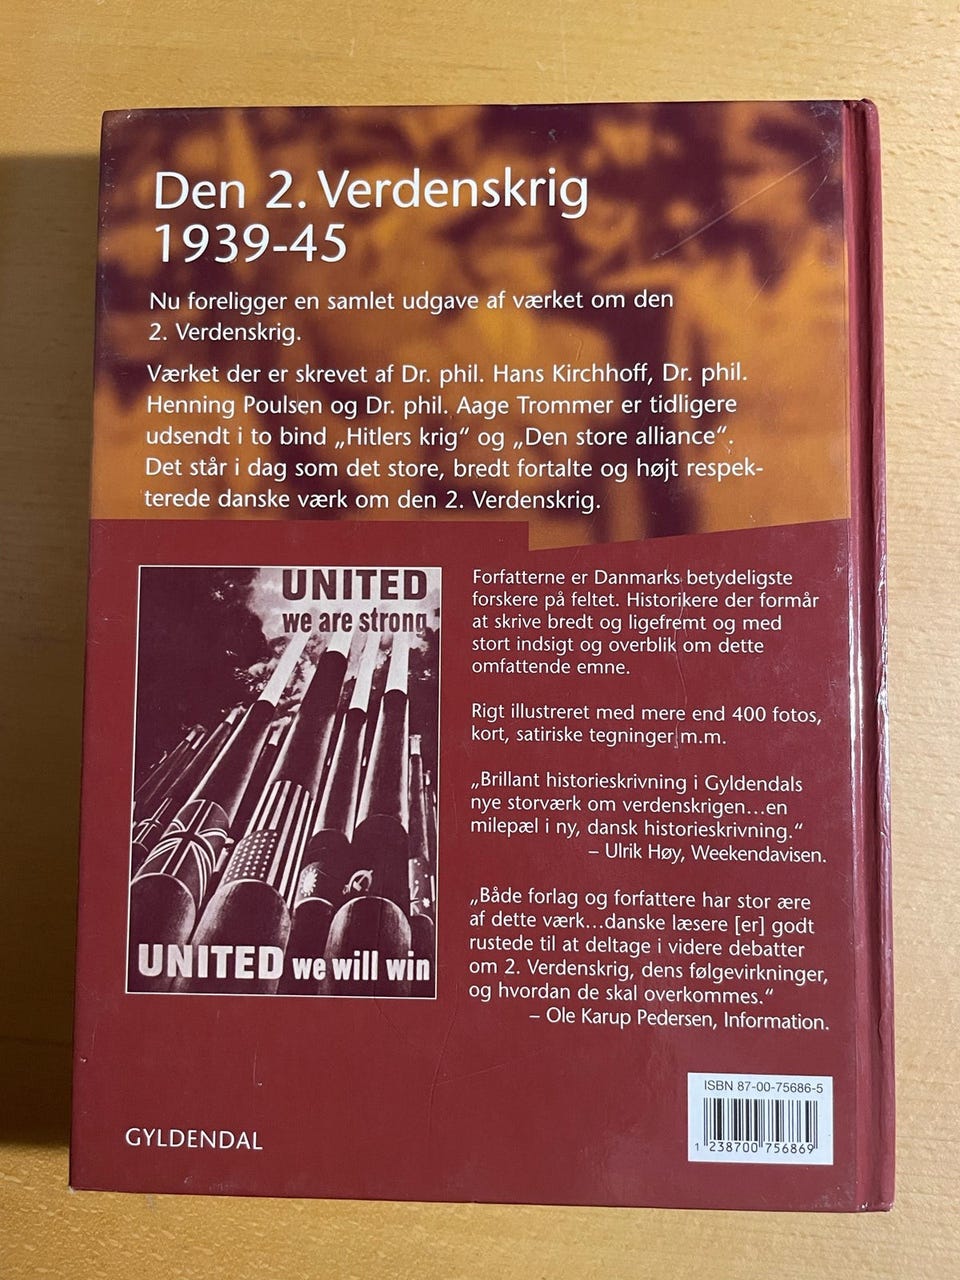 Den 2. Verdenskrig
1939-45
Nu foreligger en samlet udgave af værket om den
2. Verdenskrig.
Værket der er skrevet af Dr. phil. Hans Kirchhoff, Dr. phil.
Henning Poulsen og Dr. phil. Aage Trommer er tidligere
udsendt i to bind „Hitlers krig“ og „Den store alliance“.
Det står i dag som det store, bredt fortalte og højt respek-
terede danske værk om den 2. Verdenskrig.
UNITED
we are strong
UNITED we will win
Forfatterne er Danmarks betydeligste
forskere på feltet. Historikere der formår
at skrive bredt og ligefremt og med
stort indsigt og overblik om dette
omfattende emne.
Rigt illustreret med mere end 400 fotos,
kort, satiriske tegninger m.m.
„Brillant historieskrivning i Gyldendals
nye storværk om verdenskrigen...en
milepæl i ny, dansk historieskrivning.“
– Ulrik Høy, Weekendavisen.
„Både forlag og forfattere har stor ære
af dette værk...danske læsere [er] godt
rustede til at deltage i videre debatter
om 2. Verdenskrig, dens følgevirkninger,
og hvordan de skal overkommes.“
– Ole Karup Pedersen, Information.
GYLDENDAL
ISBN 87-00-75686-5
1 238700 756869